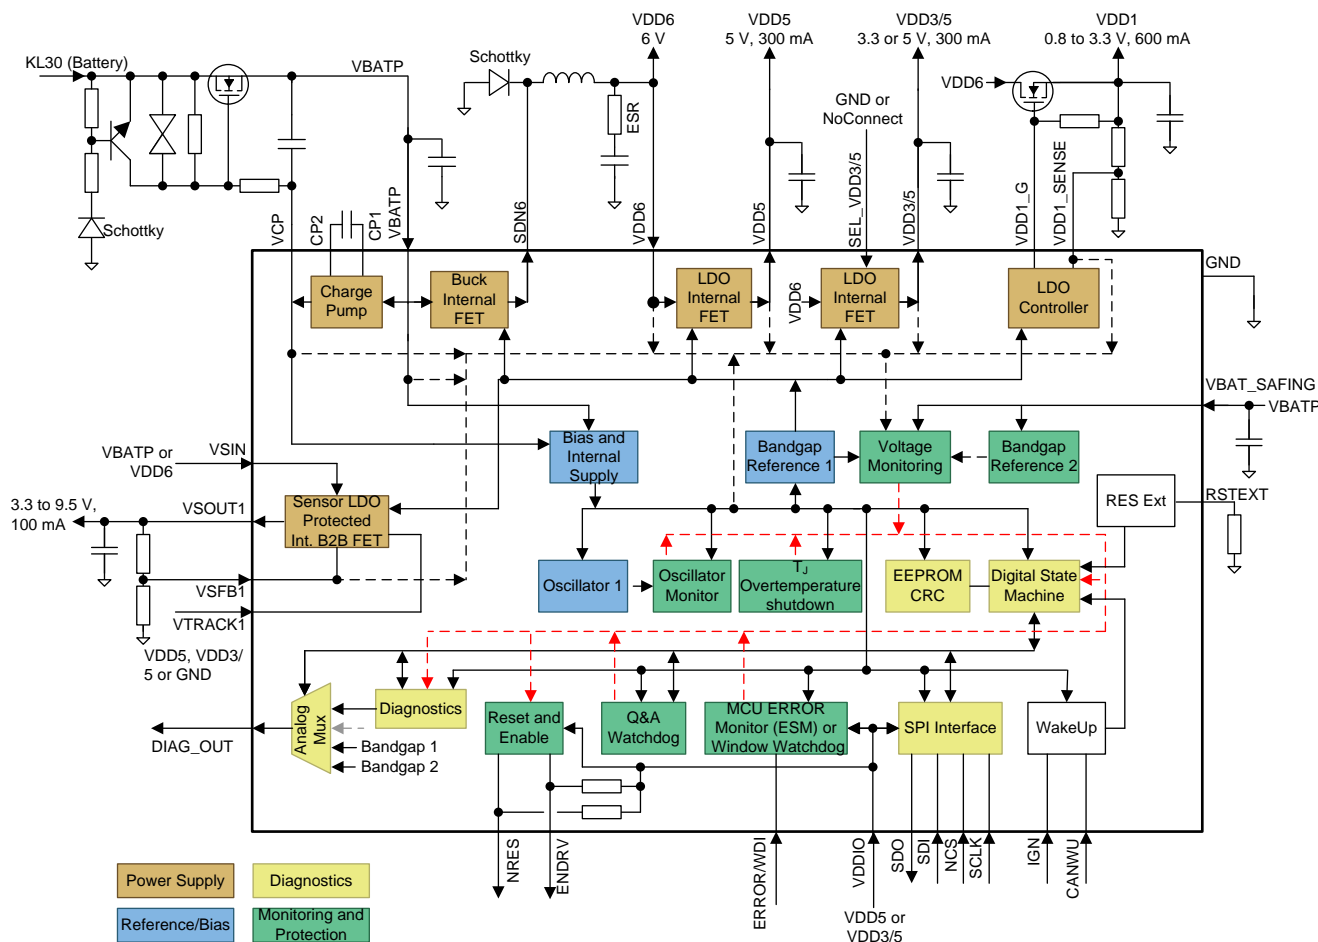 VDD6
6 V
VDD5
5 V, 300 mA
VDD3/5
3.3 or 5 V, 300 mA
VDD1
0.8 to 3.3 V, 600 mA
KL30 (Battery)
VBATP
Schottky
ESR
GND or
NoConnect
VDD6
Schottky
VCP
CP2
CP1
VBATP
SDN6
VDD6
VDD5
SEL_VDD3/5
VDD3/5
VDD1_G
VDD1_SENSE
GND
Charge
Pump
Buck
Internal
FET
LDO
Internal
FET
VDD6
LDO
Internal
FET
LDO
Controller
VBAT_SAFING
VBATP
VBATP or
VDD6
VSIN
Bias and
Internal
Supply
Bandgap
Reference 1
Voltage
Monitoring
Bandgap
Reference 2
RES Ext
RSTEXT
3.3 to 9.5 V,
100 mA
VSOUT1
Sensor LDO
Protected
Int. B2B FET
VSFB1
VTRACK1
VDD5, VDD3/
5 or GND
Oscillator 1
Oscillator
Monitor
TJ
Overtemperature
shutdown
EEPROM
CRC
Digital State
Machine
DIAG_OUT
Analog
Mux
Diagnostics
Bandgap 1
Bandgap 2
Reset and
Enable
Q&A
Watchdog
MCU ERROR
Monitor (ESM) or
Window Watchdog
SPI Interface
WakeUp
NRES
ENDRV
ERROR/WDI
VDDIO
SDO
SDI
NCS
SCLK
IGN
CANWU
VDD5 or
VDD3/5
Power Supply
Diagnostics
Reference/Bias
Monitoring and
Protection